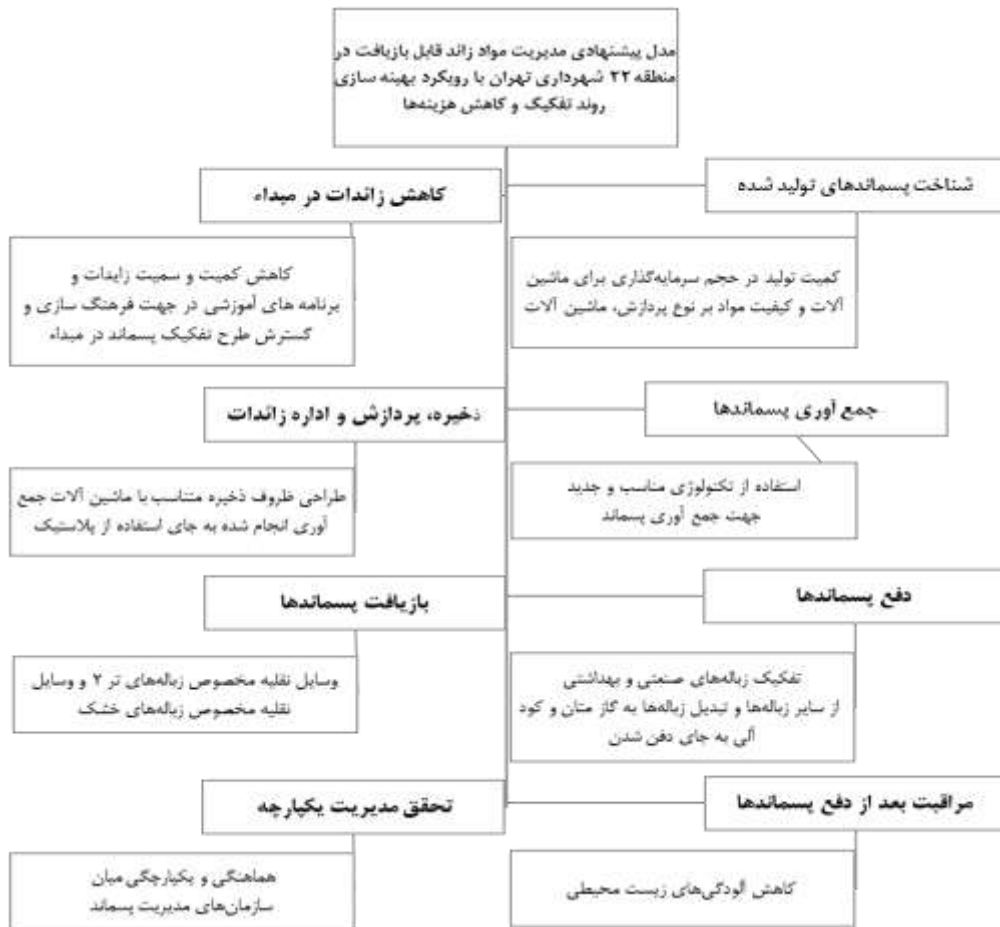 مدل پیشنهادی مدیریت مواد زائد قابل بازیافت در
منطقه ۲۲ شهرداری تهران با رویکرد بهینه سازی
روند تفکیک و کاهش هزینه‌ها
شناخت پسماندهای تولید شده
کمیت تولید در حجم سرمایه‌گذاری برای ماشین
آلات و کیفیت مواد بر نوع پردازش، ماشین آلات
کاهش زائدات در مبداء
کاهش کمیت و سمیت زایدات و
برنامه های آموزشی در جهت فرهنگ سازی و
گسترش طرح تفکیک پسماند در مبداء
جمع آوری پسماندها
استفاده از تکنولوژی مناسب و جدید
جهت جمع آوری پسماند
ذخیره، پردازش و اداره زائدات
طراحی ظروف ذخیره متناسب با ماشین آلات جمع
آوری انجام شده به جای استفاده از پلاستیک
دفع پسماندها
تفکیک زباله‌های صنعتی و بهداشتی
از سایر زباله‌ها و تبدیل زباله‌ها به گاز متان و کود
آلی به جای دفن شدن
بازیافت پسماندها
وسایل نقلیه مخصوص زباله‌های تر ۲ و وسایل
نقلیه مخصوص زباله‌های خشک
مراقبت بعد از دفع پسماندها
کاهش آلودگی‌های زیست محیطی
تحقق مدیریت یکپارچه
هماهنگی و یکپارچگی میان
سازمان‌های مدیریت پسماند